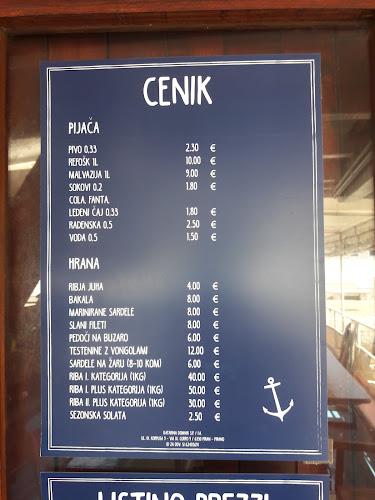 CENIK
PIJAČA
PIVO 0,33 2.30 €
REFOŠK 1L 10.00 €
MALVAZIJA 1L 9.00 €
SOKOVI 0.2 1.80 €
COLA, FANTA,
LEDENI ČAJ 0.33 1.80 €
RADENSKA 0.5 2.50 €
VODA 0.5 1.50 €
HRANA
RIBJA JUHA 4.00 €
BAKALA 8.00 €
MARINIRANE SARDELE 8.00 €
SLANI FILETI 8.00 €
PEDOČI NA BUZARO 6.00 €
TESTENINE Z VONGOLAMI 12.00 €
SARDELE NA ŽARU (8-10 KOM) 6.00 €
RIBA I. KATEGORIJA (1KG) 40.00 €
RIBA I. PLUS KATEGORIJA (1KG) 50.00 €
RIBA II. PLUS KATEGORIJA (1KG) 30.00 €
SEZONSKA SOLATA 2.50 €
LISTINO PREZZI